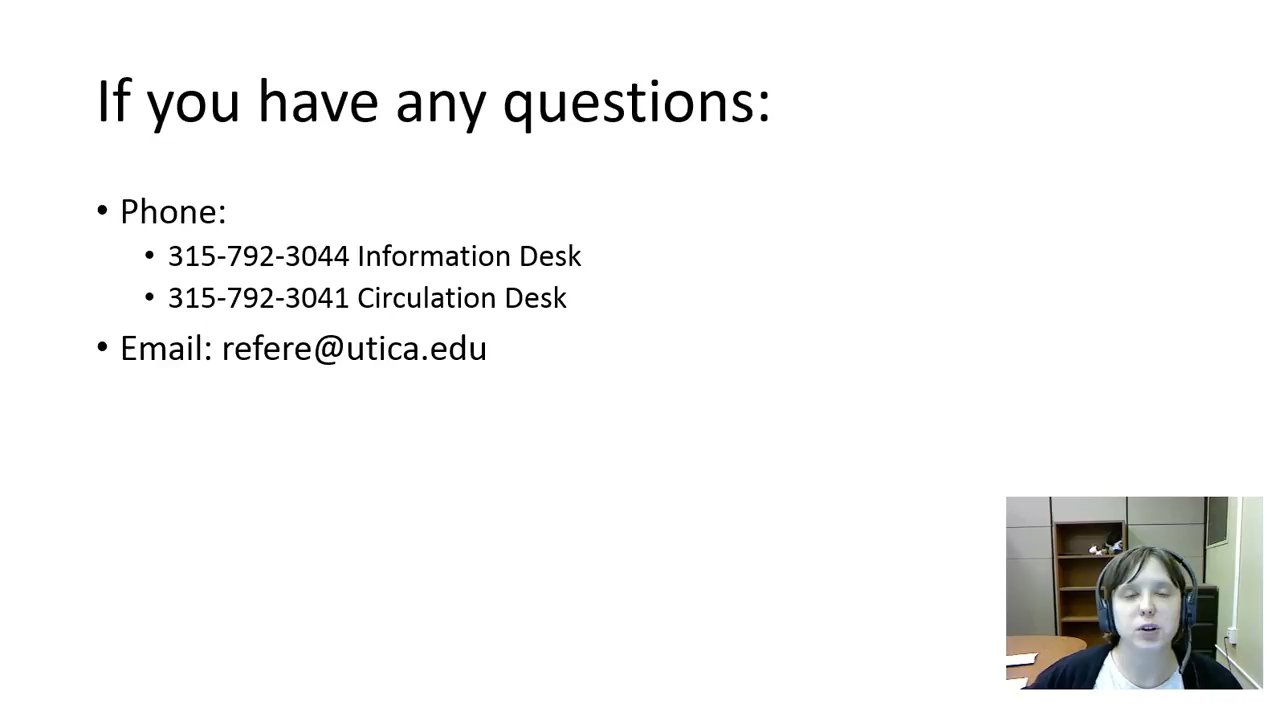 If you have any questions:
• Phone:
• 315-792-3044 Information Desk
• 315-792-3041 Circulation Desk
• Email: refere@utica.edu